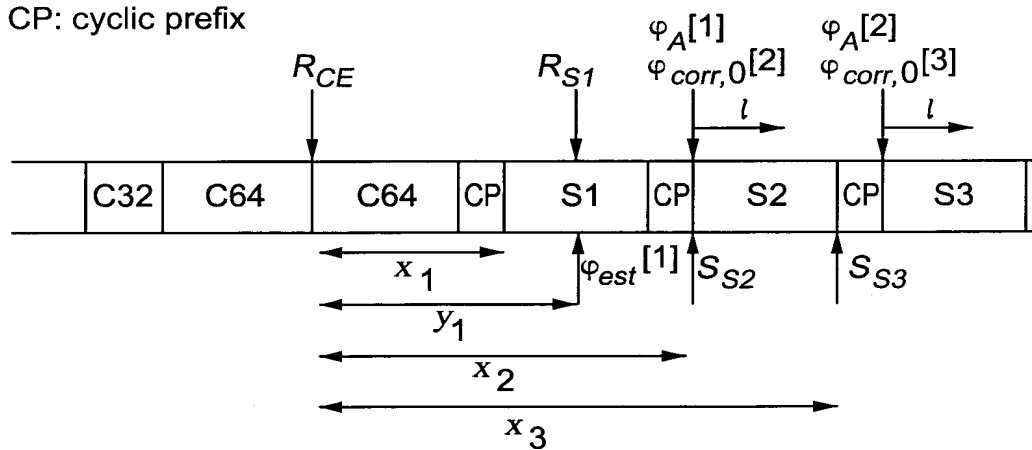 CP: cyclic prefix
φA[1] φA[2]
RCE RS1 φcorr,0[2] φcorr,0[3]
l l
C32 C64 C64 CP S1 CP S2 CP S3
x1 φest[1] SS2 SS3
y1
x2
x3